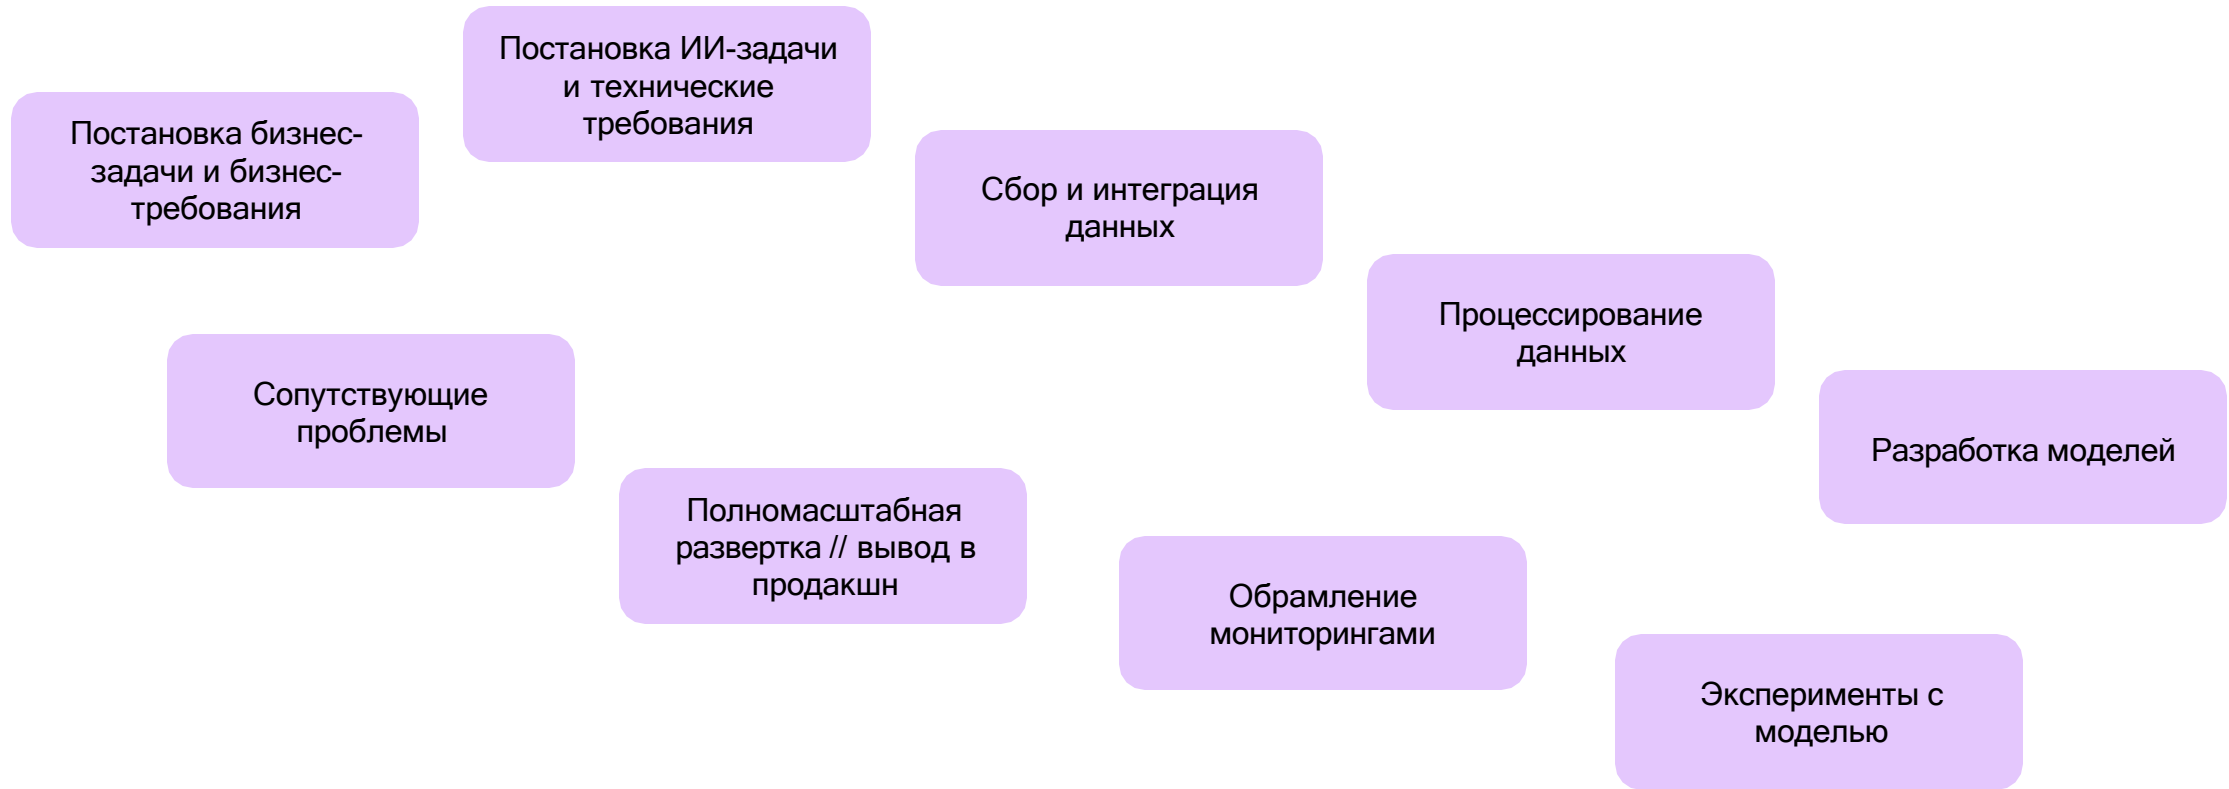 Постановка бизнес-
задачи и бизнес-
требования
Постановка ИИ-задачи
и технические
требования
Сбор и интеграция
данных
Процессирование
данных
Разработка моделей
Сопутствующие
проблемы
Полномасштабная
развертка // вывод в
продакшн
Обрамление
мониторингами
Эксперименты с
моделью